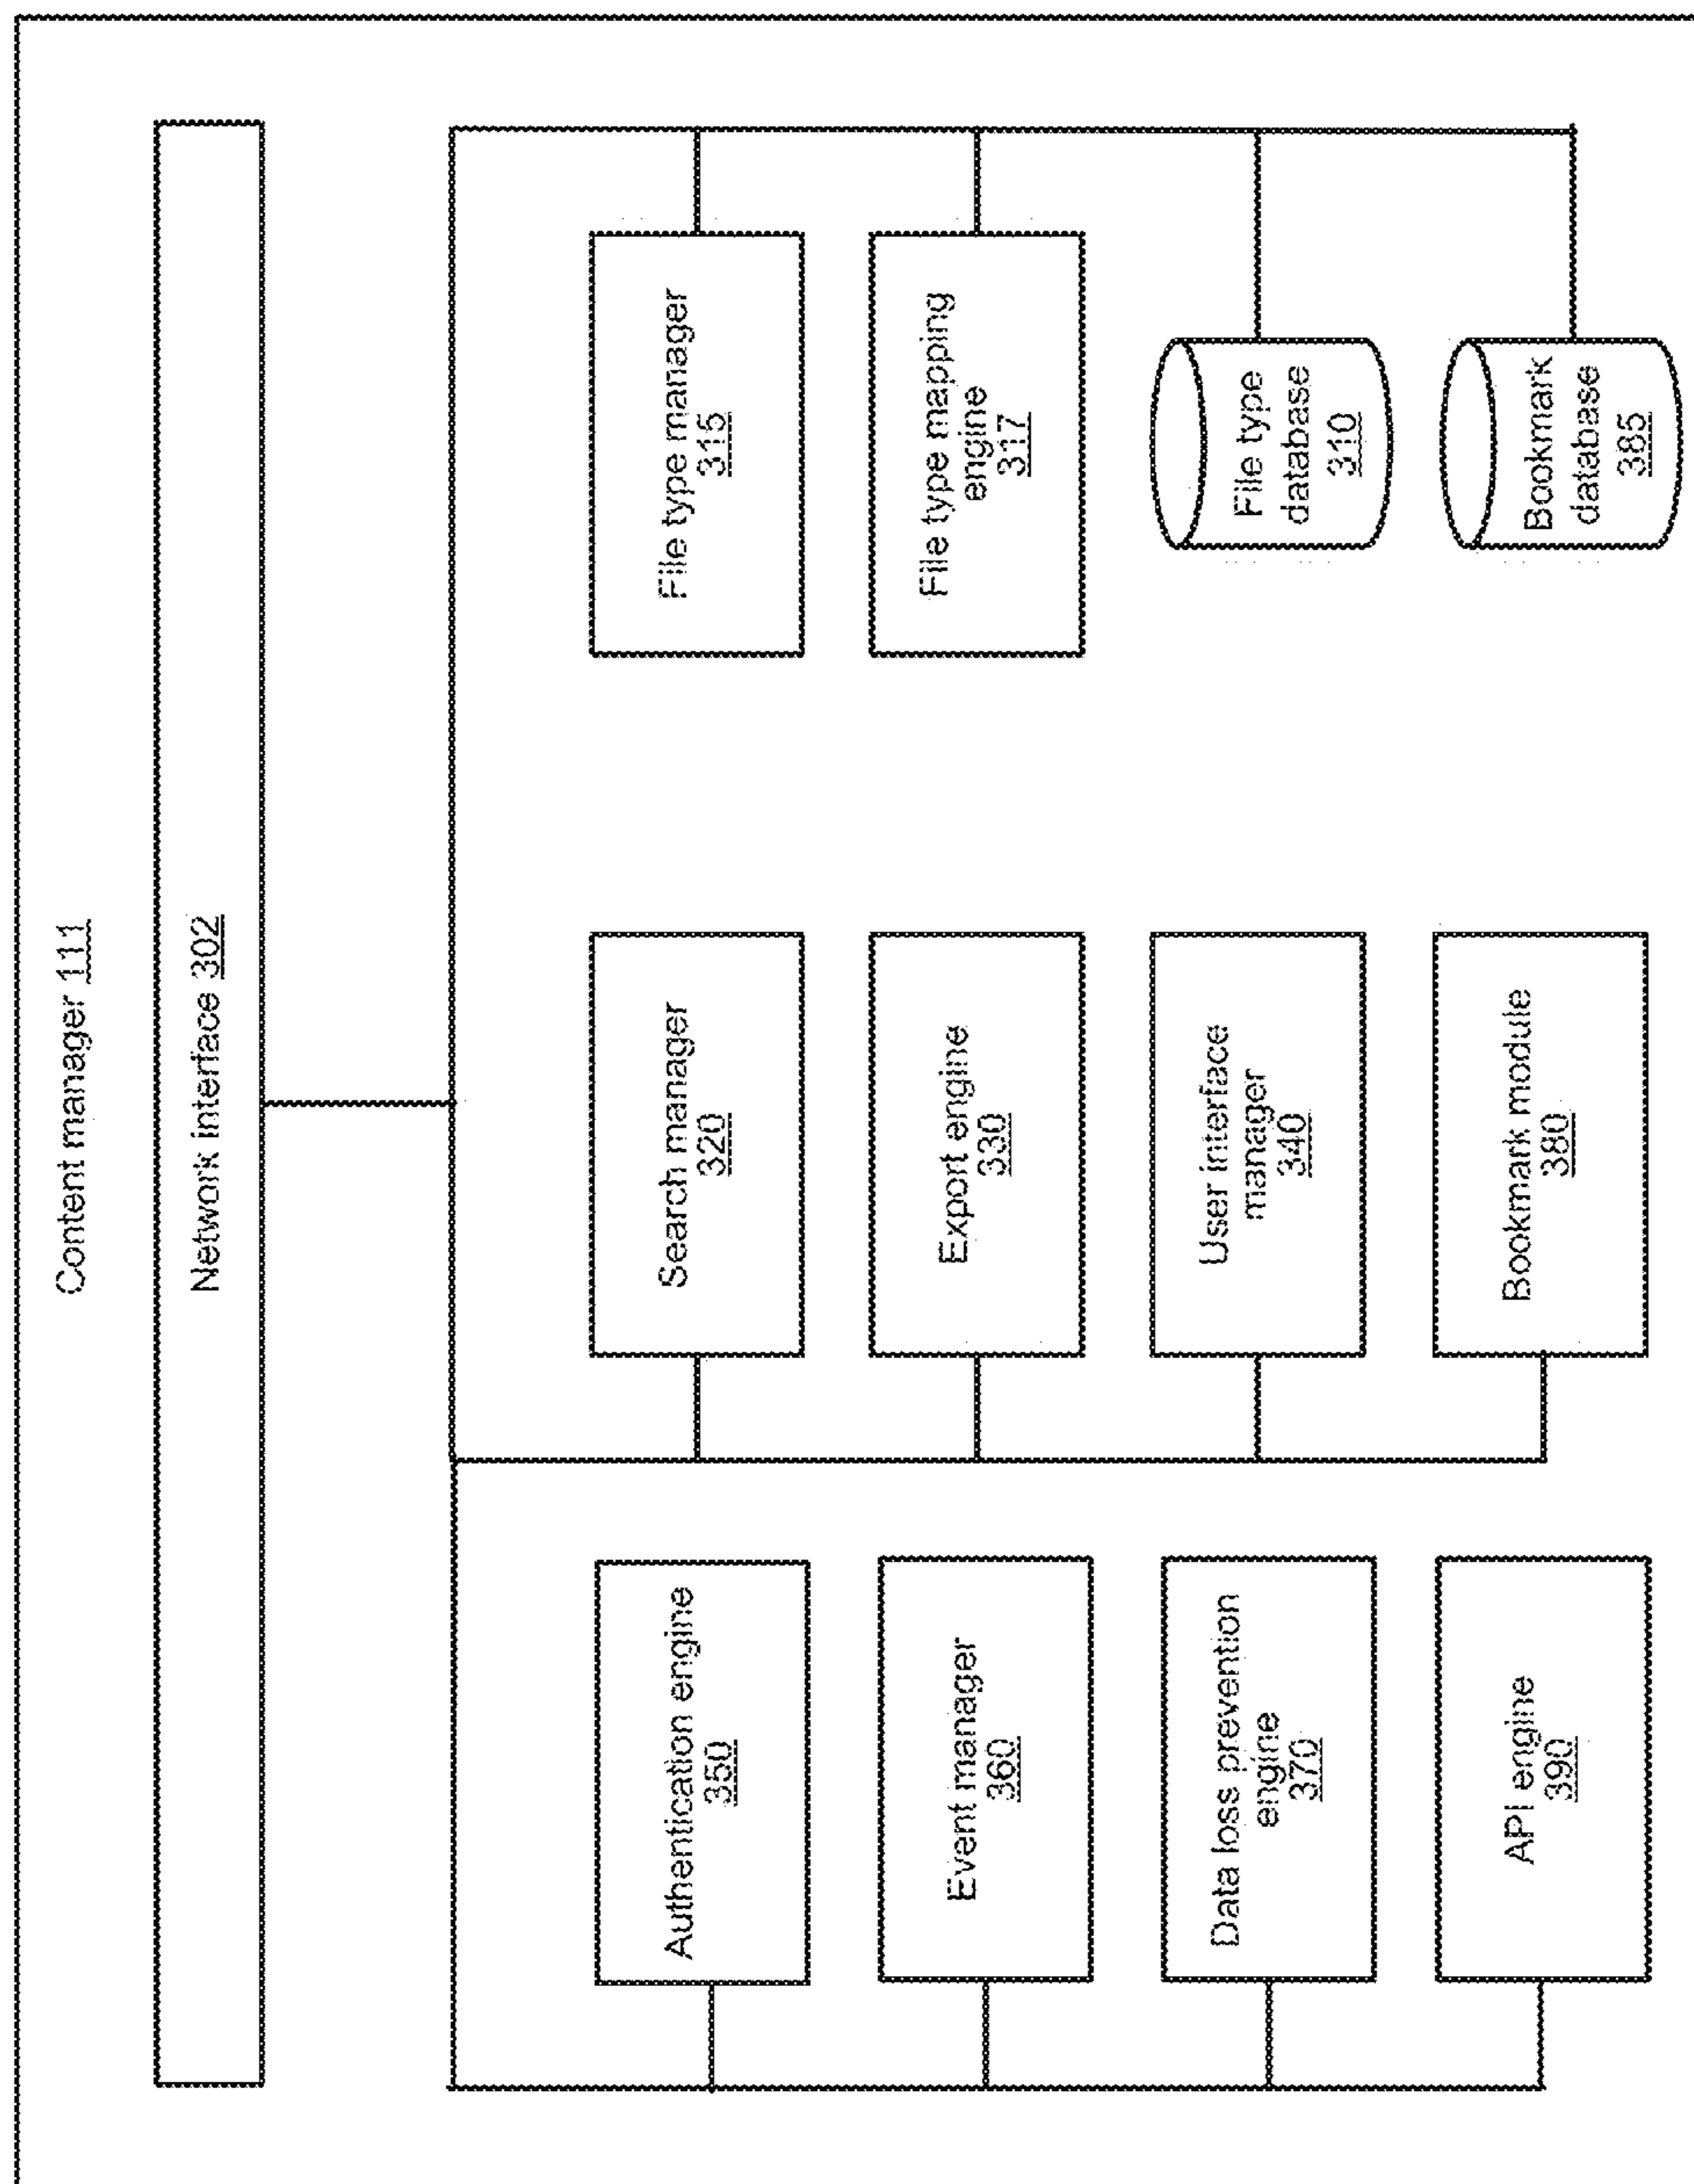 Content manager 111
Network interface 302
Authentication engine
350
Event manager
360
Data loss prevention
engine
370
API engine
390
Search manager
320
Export engine
330
User interface
manager
340
Bookmark module
380
File type manager
315
File type mapping
engine
317
File type
database
310
Bookmark
database
385